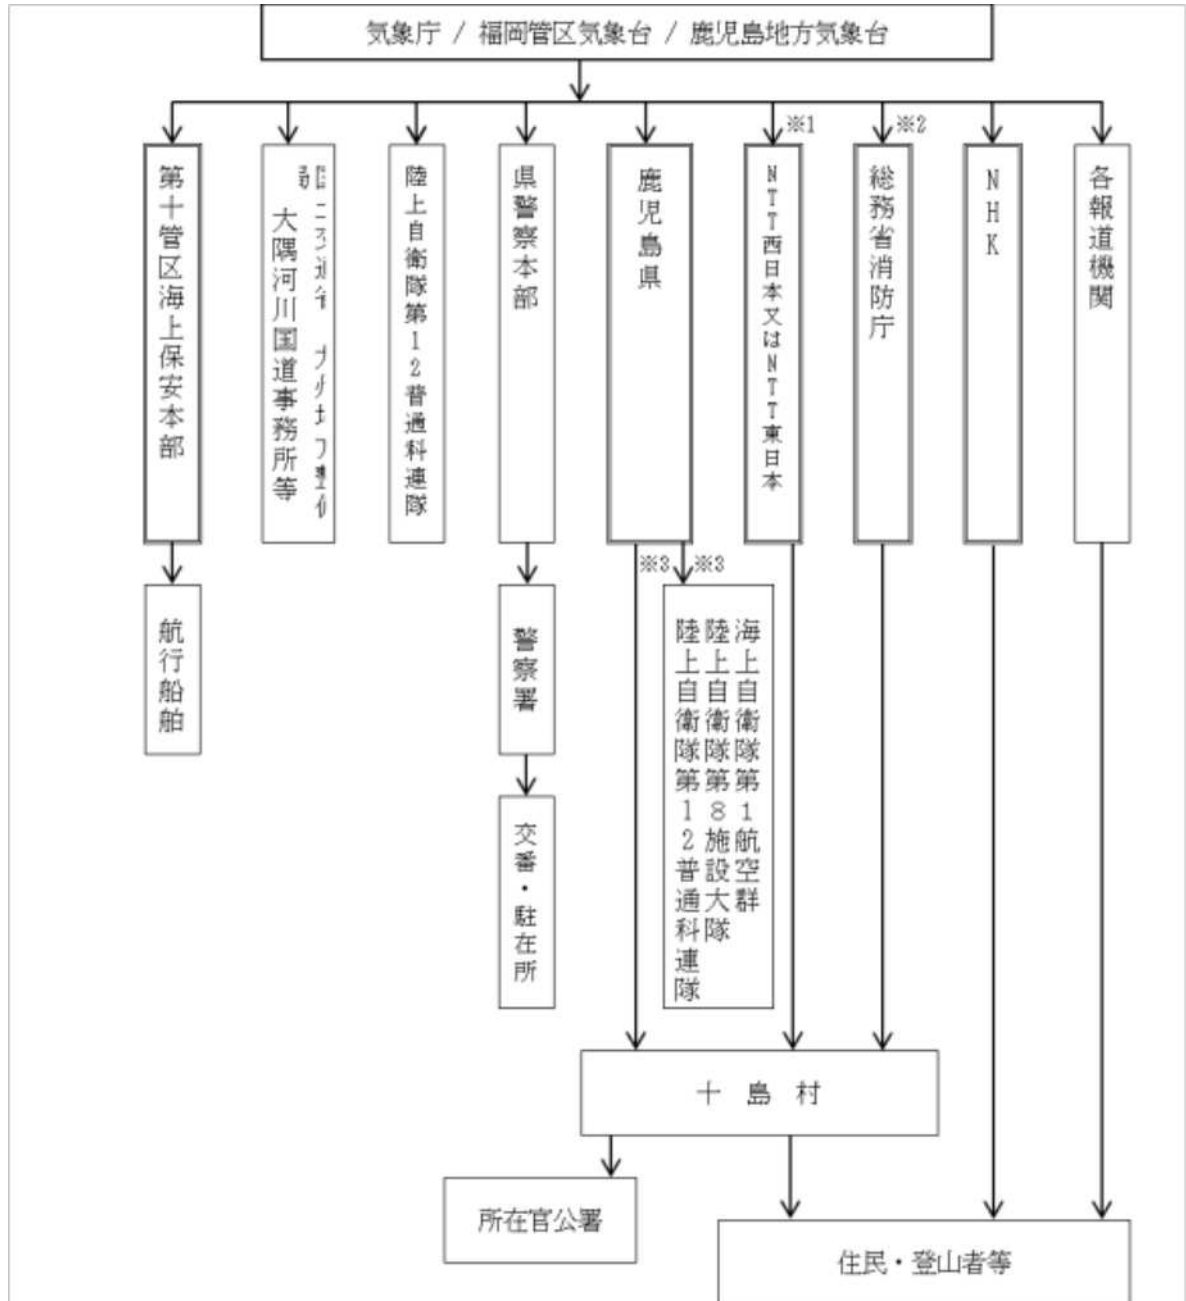 気象庁 / 福岡管区気象台 / 鹿児島地方気象台
※1
※2
第十管区海上保安本部
大隅河川国道事務所等
陸上自衛隊第12普通科連隊
県警察本部
鹿児島県
NTT西日本又はNTT東日本
総務省消防庁
NHK
各報道機関
※3
※3
航行船舶
警察署
海上自衛隊第1航空群
陸上自衛隊第8施設大隊
陸上自衛隊第12普通科連隊
交番・駐在所
十島村
所在官公署
住民・登山者等